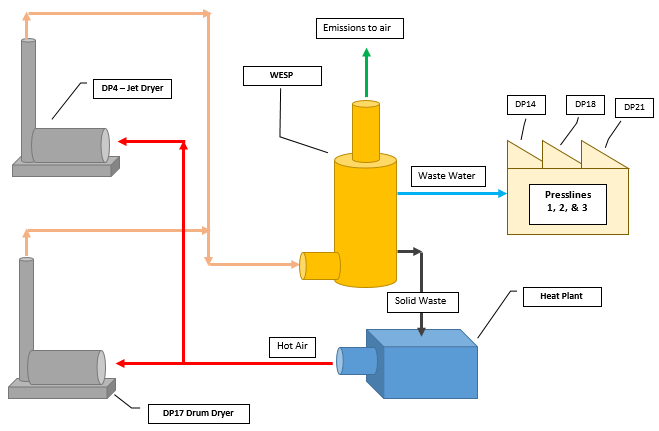 Emissions to air
WESP
DP4 – Jet Dryer
DP14
DP18
DP21
Waste Water
Presslines
1, 2, & 3
Solid Waste
Heat Plant
Hot Air
DP17 Drum Dryer